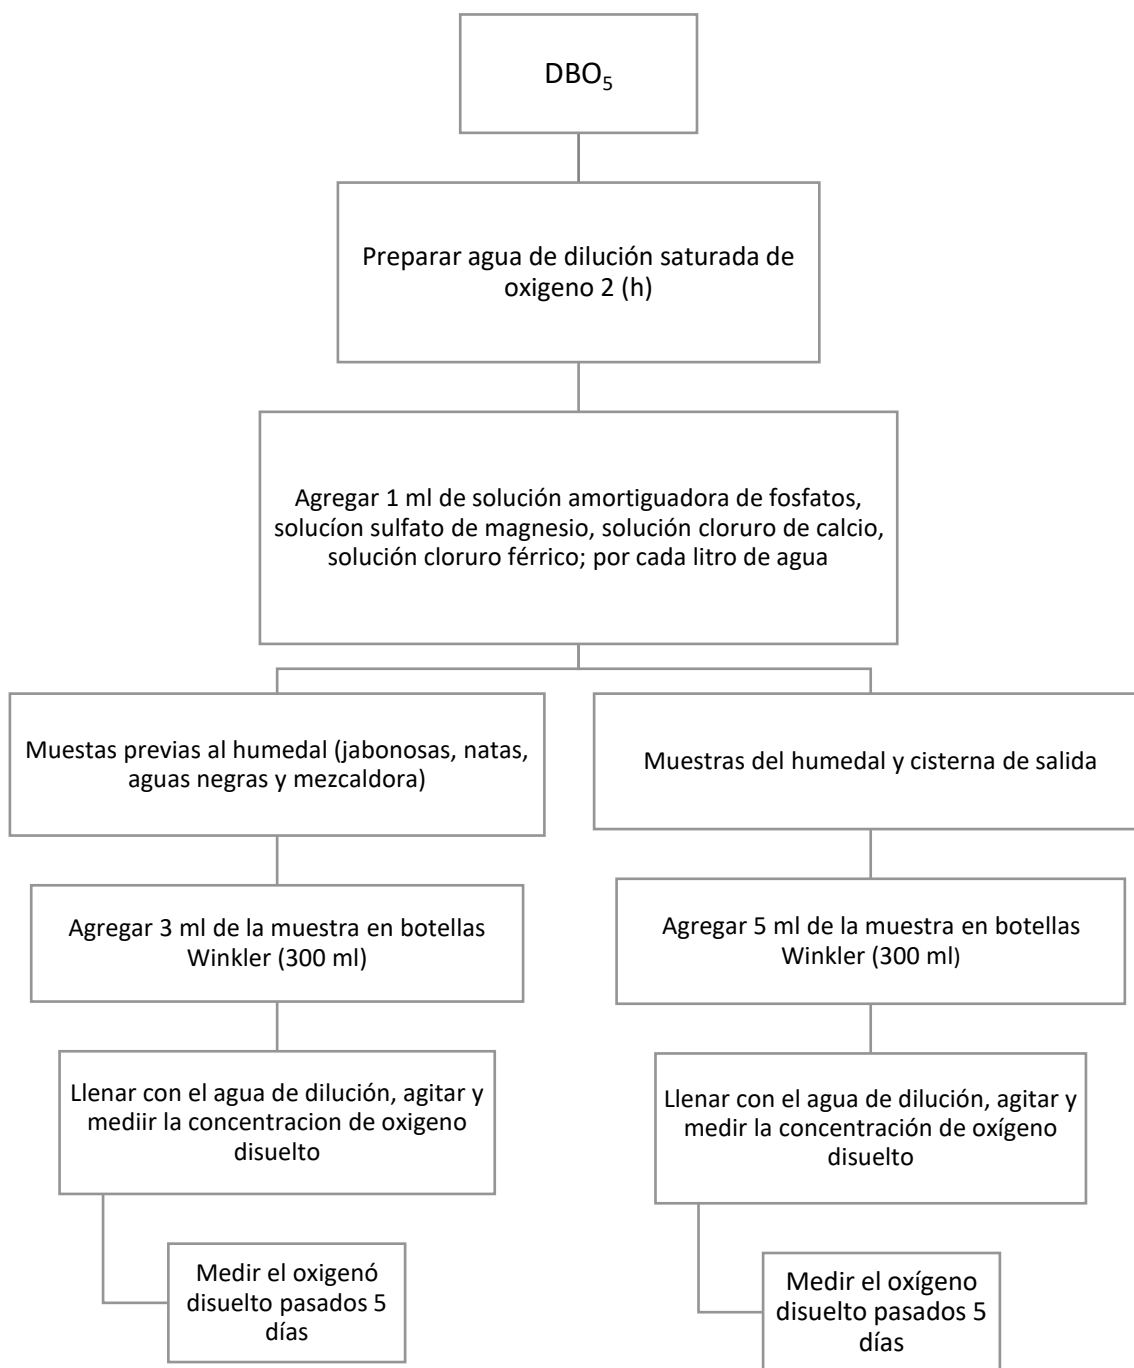 DBO₅
Preparar agua de dilución saturada de
oxigeno 2 (h)
Agregar 1 ml de solución amortiguadora de fosfatos,
solucíon sulfato de magnesio, solución cloruro de calcio,
solución cloruro férrico; por cada litro de agua
Muestas previas al humedal (jabonosas, natas,
aguas negras y mezcaldora)
Agregar 3 ml de la muestra en botellas
Winkler (300 ml)
Llenar con el agua de dilución, agitar y
mediir la concentracion de oxigeno
disuelto
Medir el oxigenó
disuelto pasados 5
días
Muestras del humedal y cisterna de salida
Agregar 5 ml de la muestra en botellas
Winkler (300 ml)
Llenar con el agua de dilución, agitar y
medir la concentración de oxígeno
disuelto
Medir el oxígeno
disuelto pasados 5
días